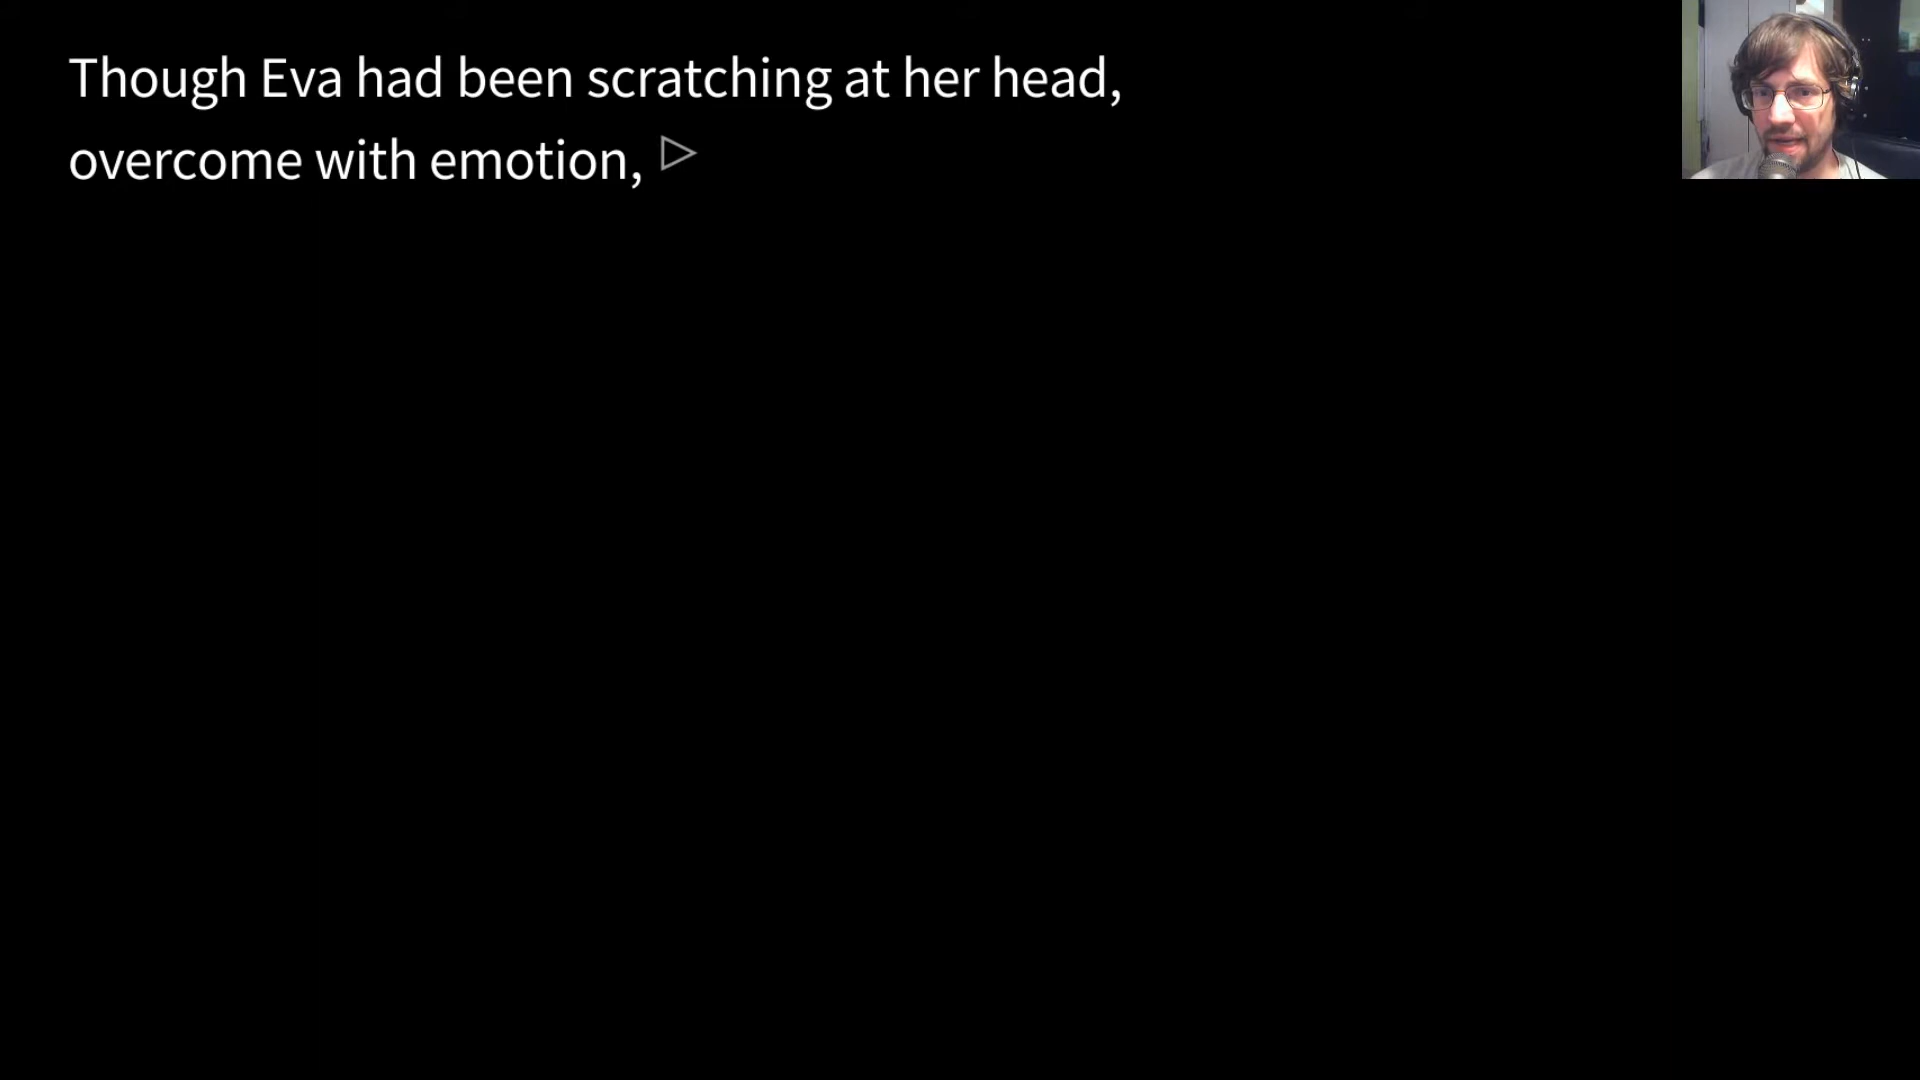 Though Eva had been scratching at her head,
overcome with emotion,